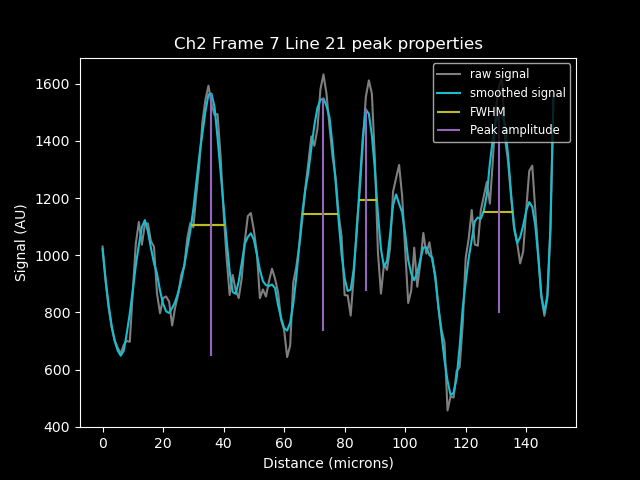 Ch2 Frame 7 Line 21 peak properties
raw signal
smoothed signal
FWHM
Peak amplitude
1600
1400
1200
1000
800
600
400
Signal (AU)
0 20 40 60 80 100 120 140
Distance (microns)